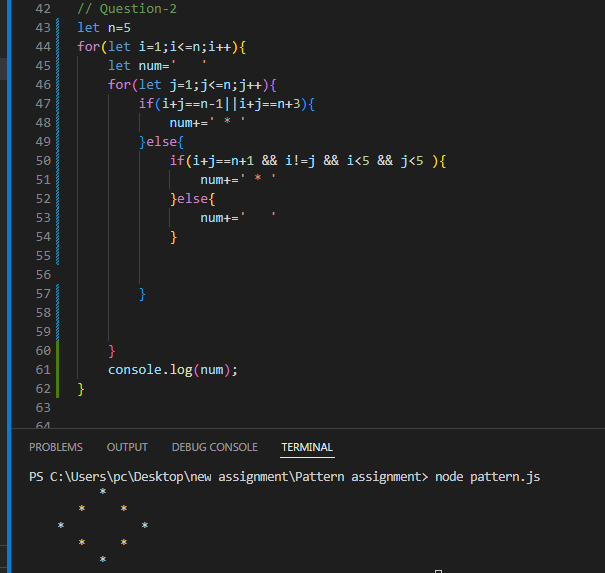 42 // Question-2
43 let n=5
44 for(let i=1;i<=n;i++){
45     let num='   '
46     for(let j=1;j<=n;j++){
47         if(i+j==n-1||i+j==n+3){
48             num+=' * '
49         }else{
50             if(i+j==n+1 && i!=j && i<5 && j<5 ){
51                 num+=' * '
52             }else{
53                 num+='   '
54             }
55
56
57         }
58
59
60     }
61     console.log(num);
62 }
63
64
PROBLEMS OUTPUT DEBUG CONSOLE TERMINAL
PS C:\Users\pc\Desktop\new assignment\Pattern assignment> node pattern.js
          *
       *     *
    *           *
       *     *
          *